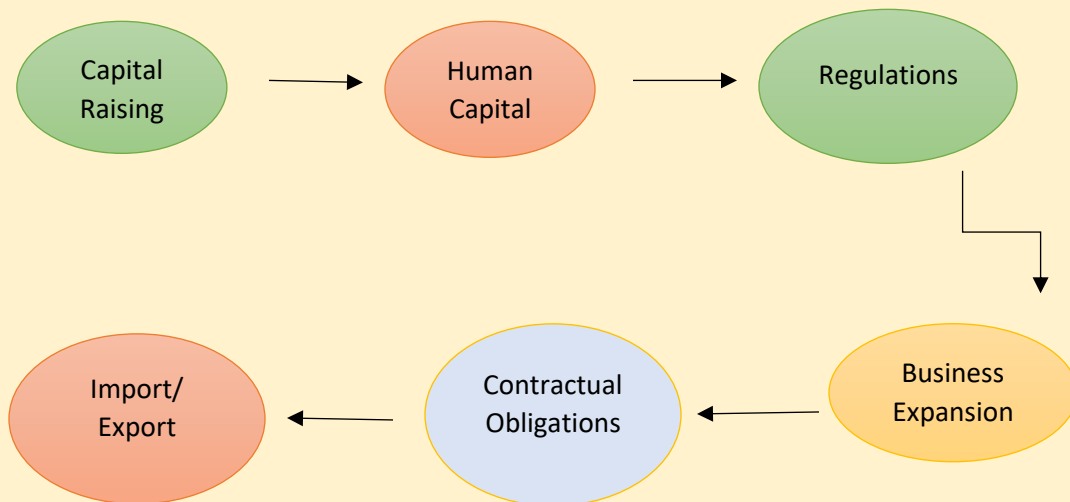 Capital
Raising
Human
Capital
Regulations
Business
Expansion
Contractual
Obligations
Import/
Export